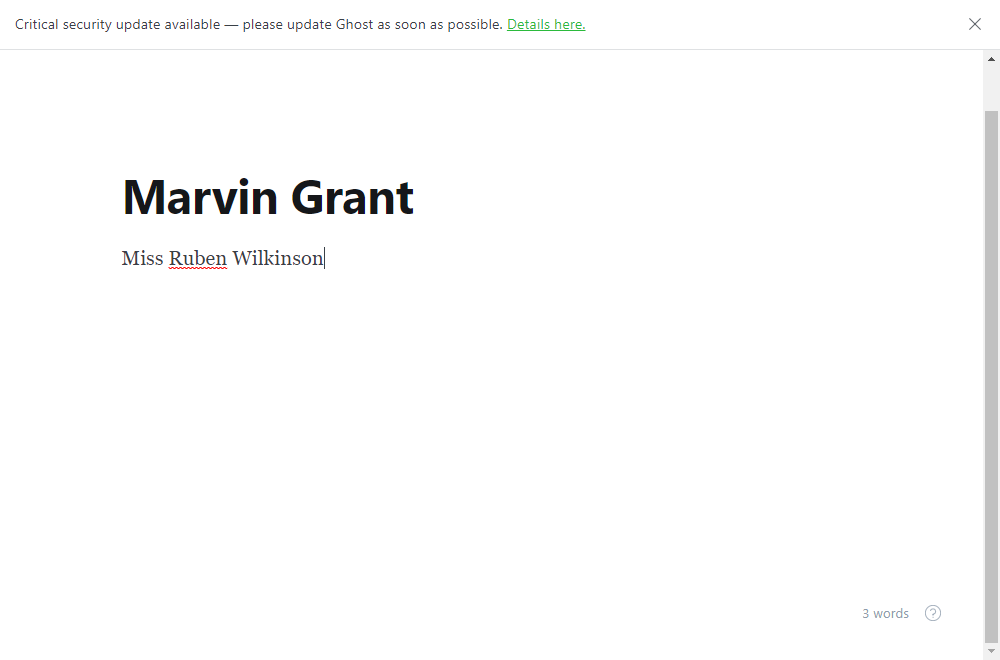 Critical security update available — please update Ghost as soon as possible. Details here.
Marvin Grant
Miss Ruben Wilkinson
3 words